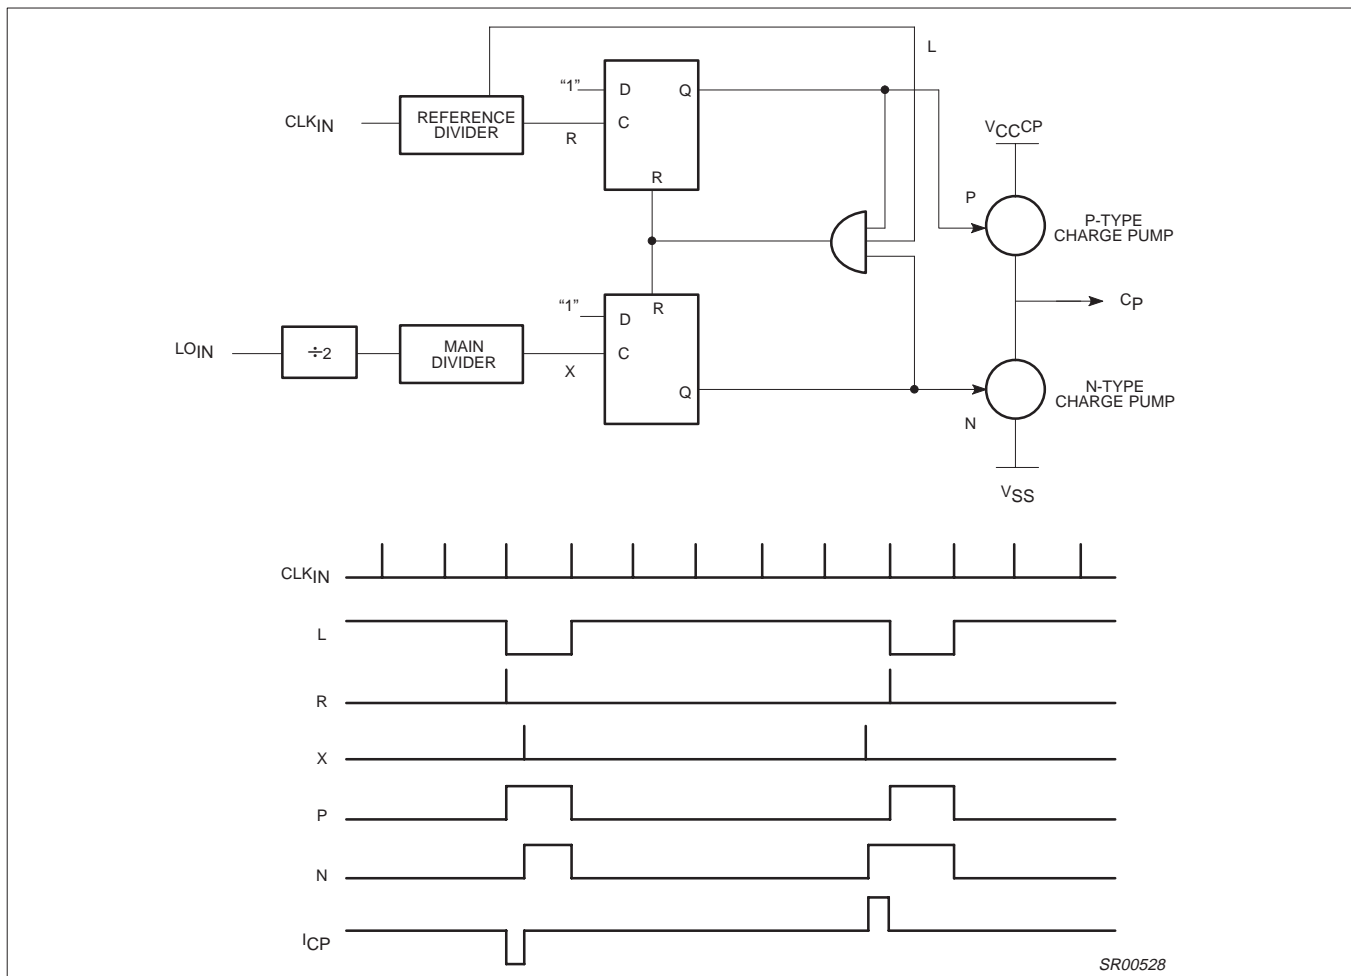 L
"1"
D
Q
CLKIN
REFERENCE
DIVIDER
R
C
R
VCCCP
P
P-TYPE
CHARGE PUMP
CP
"1"
D
R
LOIN
÷2
MAIN
DIVIDER
X
C
Q
N
N-TYPE
CHARGE PUMP
VSS
CLKIN
L
R
X
P
N
ICP
SR00528